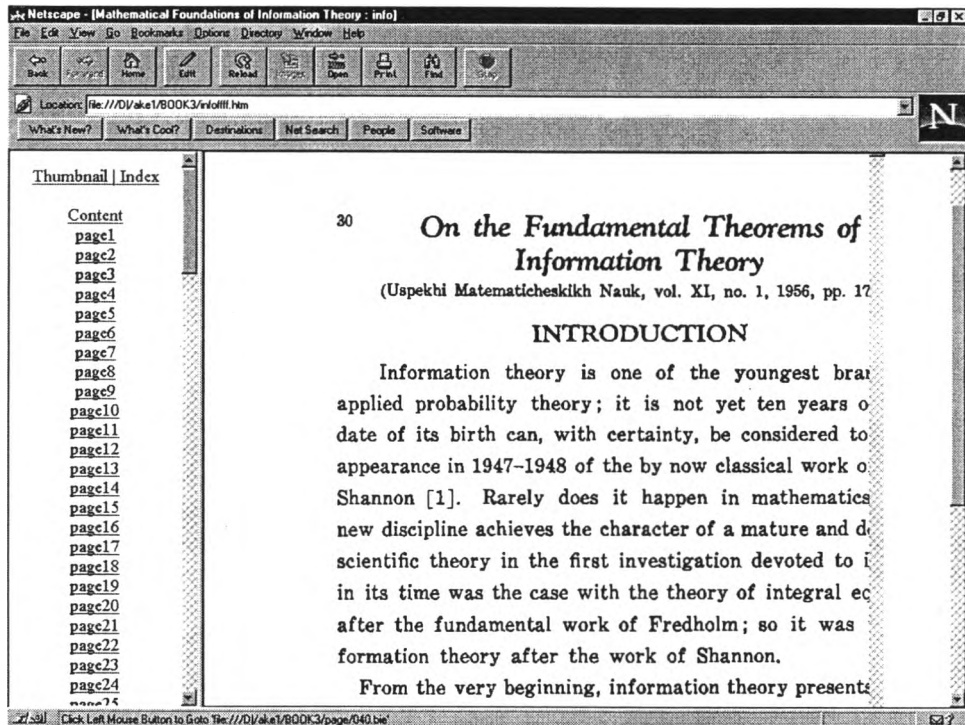 Netscape - [Mathematical Foundations of Information Theory : info]
File Edit View Go Bookmarks Options Directory Window Help
Back Forward Home Edit Reload Images Open Print Find Stop
Location: file:///D|/ake1/BOOK3/infoffff.htm
N
What's New? What's Cool? Destinations Net Search People Software
Thumbnail | Index
Content
page1
page2
page3
page4
page5
page6
page7
page8
page9
page10
page11
page12
page13
page14
page15
page16
page17
page18
page19
page20
page21
page22
page23
page24
page25
30
On the Fundamental Theorems of
Information Theory
(Uspekhi Matematicheskikh Nauk, vol. XI, no. 1, 1956, pp. 17
INTRODUCTION
Information theory is one of the youngest bra
applied probability theory; it is not yet ten years o
date of its birth can, with certainty, be considered to
appearance in 1947–1948 of the by now classical work o
Shannon [1]. Rarely does it happen in mathematics
new discipline achieves the character of a mature and d
scientific theory in the first investigation devoted to i
in its time was the case with the theory of integral eq
after the fundamental work of Fredholm; so it was
formation theory after the work of Shannon.
From the very beginning, information theory presents
Click Left Mouse Button to Goto 'file:///D|/ake1/BOOK3/page/040.bie'